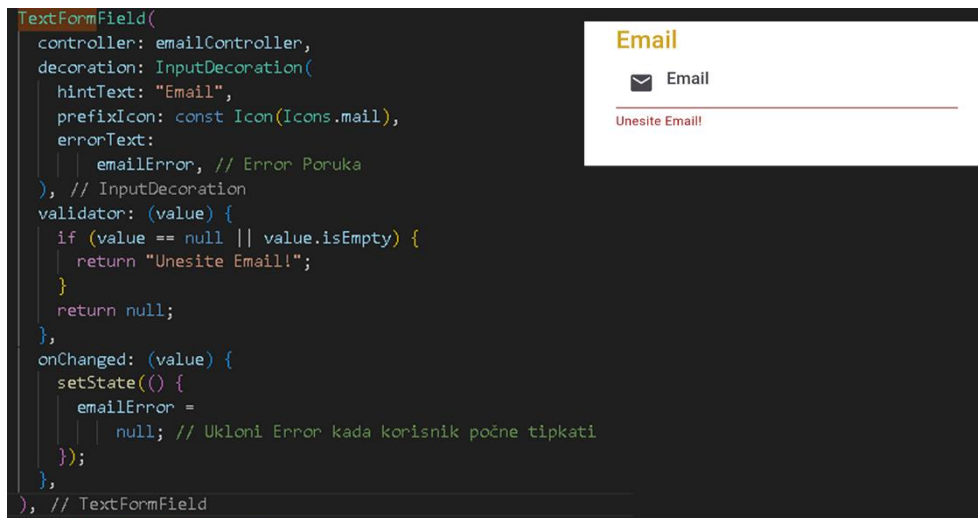 TextFormField(
controller: emailController,
decoration: InputDecoration(
hintText: "Email",
prefixIcon: const Icon(Icons.mail),
errorText:
emailError, // Error Poruka
), // InputDecoration
validator: (value) {
if (value == null || value.isEmpty) {
return "Unesite Email!";
}
return null;
},
onChanged: (value) {
setState(() {
emailError =
null; // Ukloni Error kada korisnik počne tipkati
});
},
), // TextFormField
Email
Email
Unesite Email!